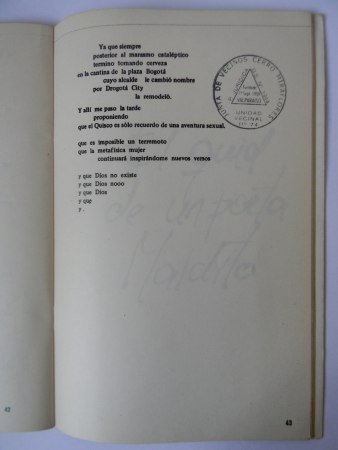 Ya que siempre
posterior al marasmo cataléptico
termino tomando cerveza
en la cantina de la plaza Bogotá
cuyo alcalde le cambió nombre
por Drogotá City
la remodeló.
Y allí me paso la tarde
proponiendo
que el Quisco es sólo recuerdo de una aventura sexual.
que es imposible un terremoto
que la metafísica mujer
continuará inspirándome nuevos versos
y que Dios no existe
y que Dios nooo
y que Dios
y que
y .
JUNTA DE VECINOS CERRO MIRAFLORES
VALPARAISO
UNIDAD
VECINAL
Maldito
42
43